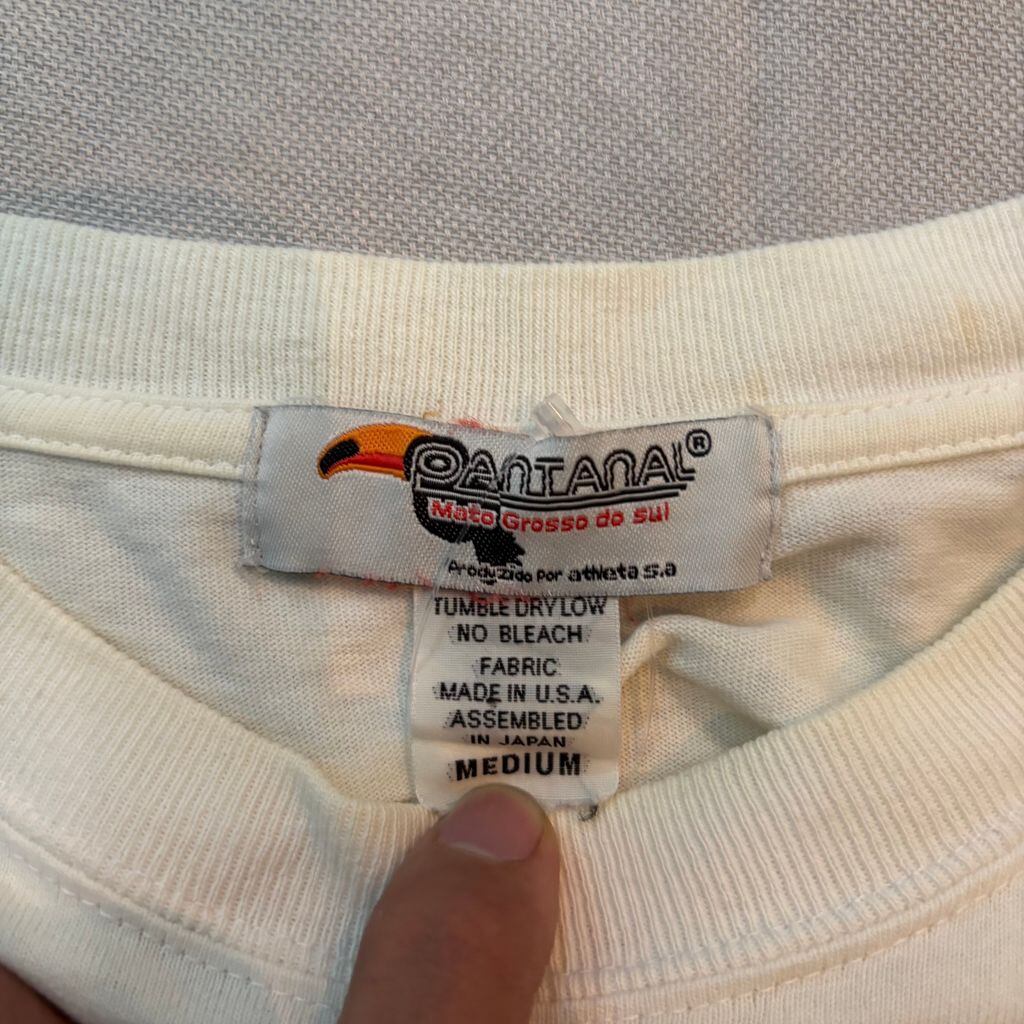 PANTANAL®
Mato Grosso do Sul
Produzido por athleta s.a
TUMBLE DRY LOW
NO BLEACH
FABRIC
MADE IN U.S.A.
ASSEMBLED
IN JAPAN
MEDIUM